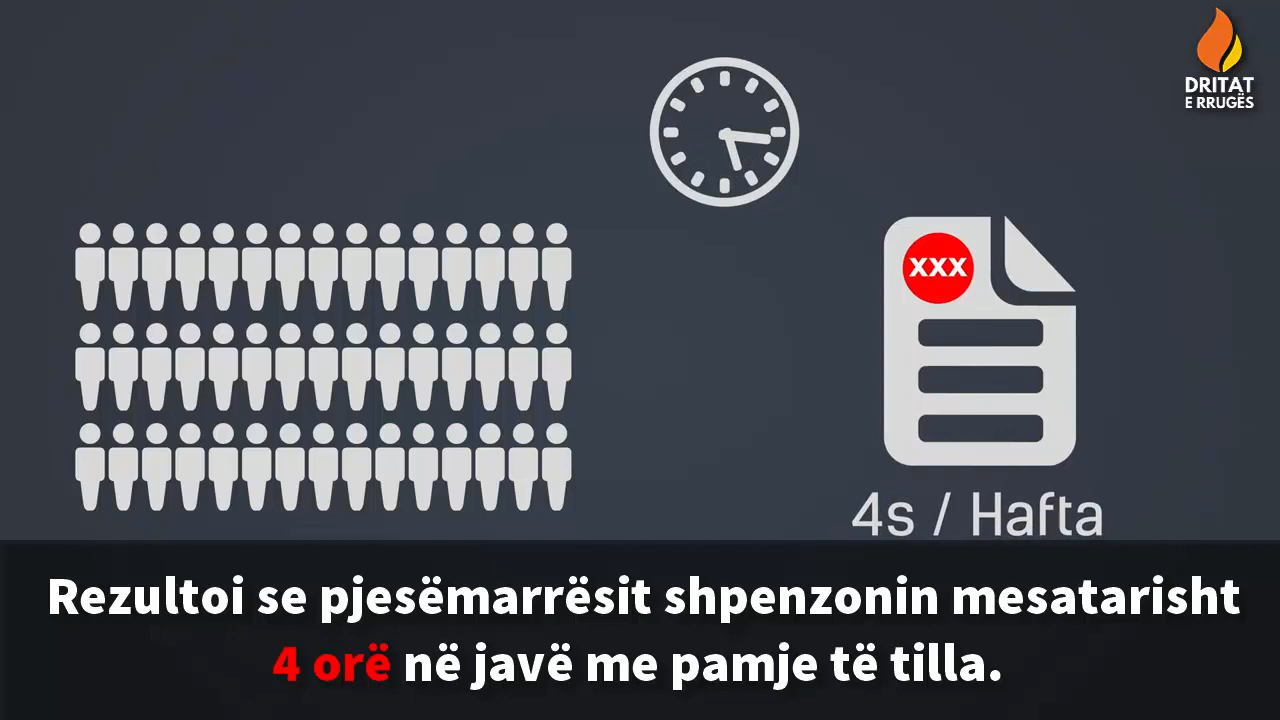 DRITAT
E RRUGËS
XXX
4s / Hafta
Rezultoi se pjesëmarrësit shpenzonin mesatarisht
4 orë në javë me pamje të tilla.